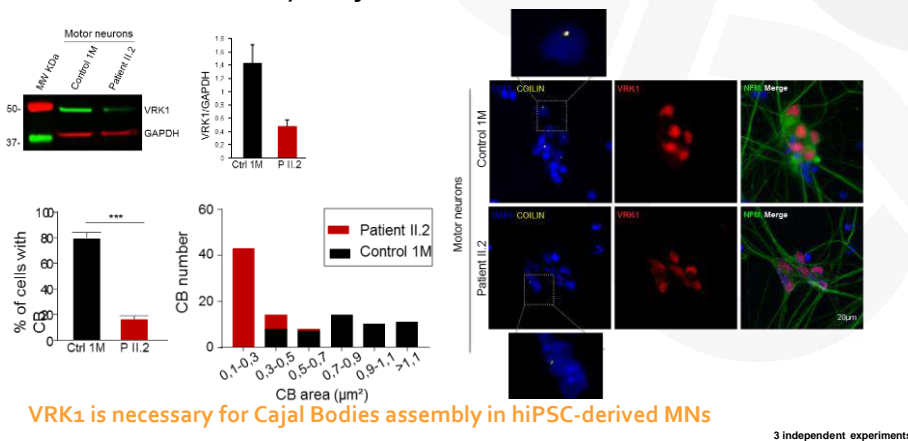 Motor neurons
MW KDa
Control 1M
Patient II.2
50-
VRK1
GAPDH
37-
VRK1/GAPDH
1,8
1,6
1,4
1,2
1
0,8
0,6
0,4
0,2
0
Ctrl 1M
P II.2
% of cells with
CB
100
80
60
40
20
0
***
Ctrl 1M
P II.2
CB number
60
40
20
0
Patient II.2
Control 1M
0,1-0,3
0,3-0,5
0,5-0,7
0,7-0,9
0,9-1,1
>1,1
CB area (µm²)
Motor neurons
Control 1M
DAPI, COILIN
VRK1
NFM, Merge
Patient II.2
DAPI, COILIN
VRK1
NFM, Merge
20µm
VRK1 is necessary for Cajal Bodies assembly in hiPSC-derived MNs
3 independent experiments